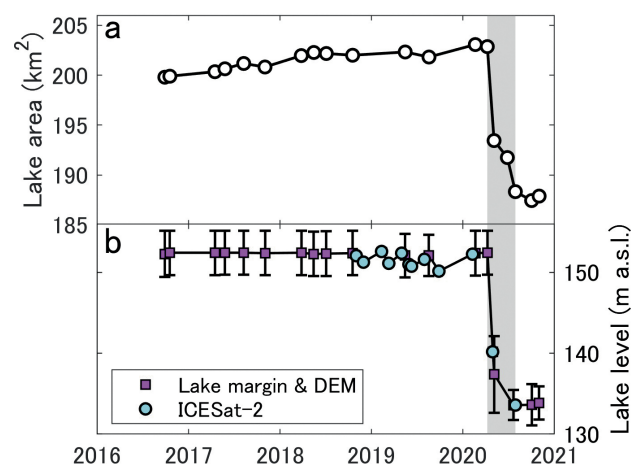 a
205
200
195
190
185
Lake area (km²)
b
150
140
130
Lake level (m a.s.l.)
Lake margin & DEM
ICESat-2
2016 2017 2018 2019 2020 2021